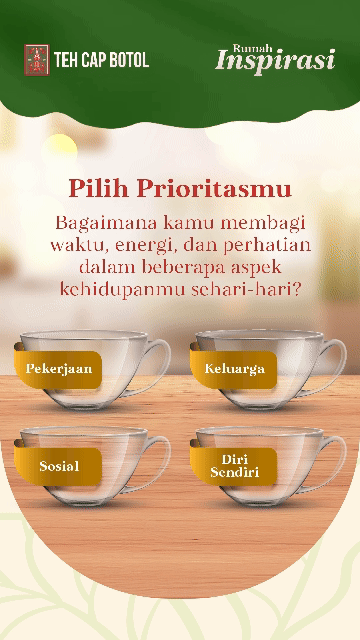 TEH CAP BOTOL
Rumah
Inspirasi
Pilih Prioritasmu
Bagaimana kamu membagi
waktu, energi, dan perhatian
dalam beberapa aspek
kehidupanmu sehari-hari?
Pekerjaan
Keluarga
Sosial
Diri
Sendiri